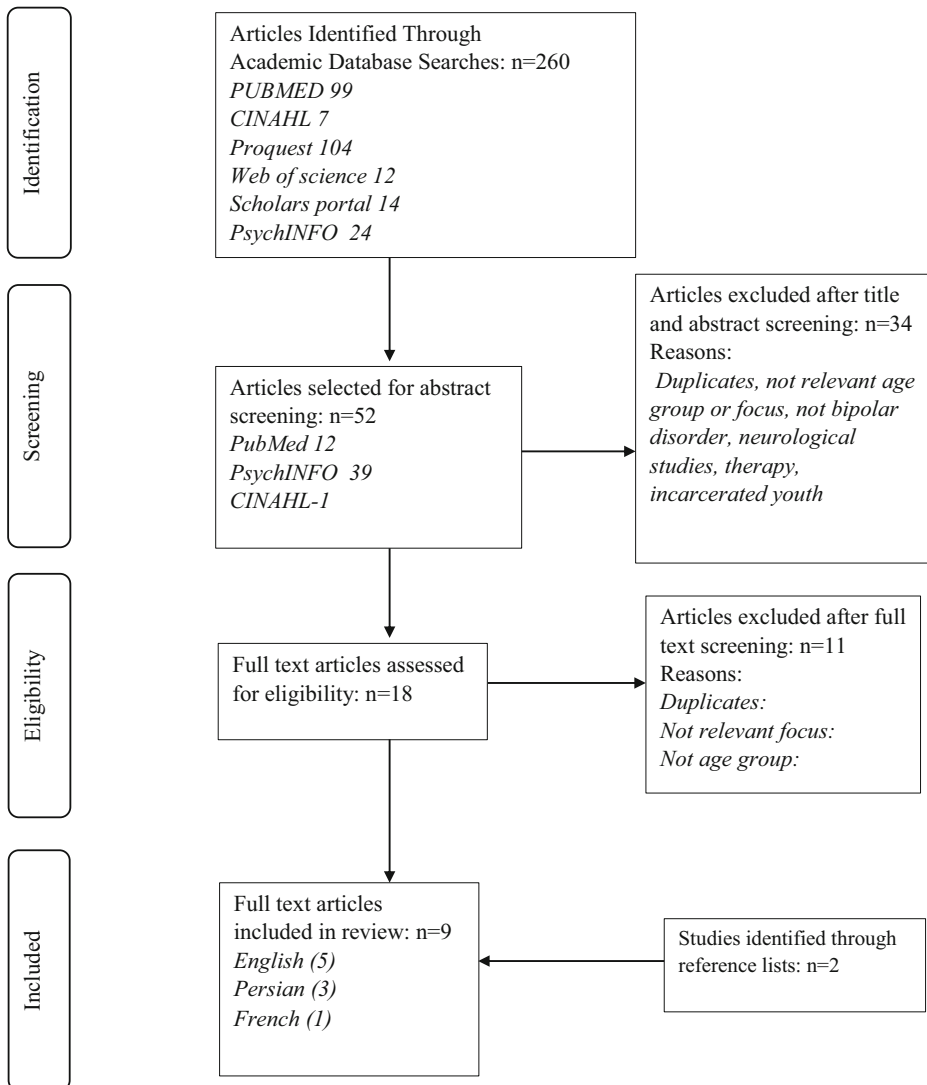 Identification
Articles Identified Through
Academic Database Searches: n=260
PUBMED 99
CINAHL 7
Proquest 104
Web of science 12
Scholars portal 14
PsychINFO 24
Screening
Articles selected for abstract
screening: n=52
PubMed 12
PsychINFO 39
CINAHL-1
Articles excluded after title
and abstract screening: n=34
Reasons:
Duplicates, not relevant age
group or focus, not bipolar
disorder, neurological
studies, therapy,
incarcerated youth
Eligibility
Full text articles assessed
for eligibility: n=18
Articles excluded after full
text screening: n=11
Reasons:
Duplicates:
Not relevant focus:
Not age group:
Included
Full text articles
included in review: n=9
English (5)
Persian (3)
French (1)
Studies identified through
reference lists: n=2